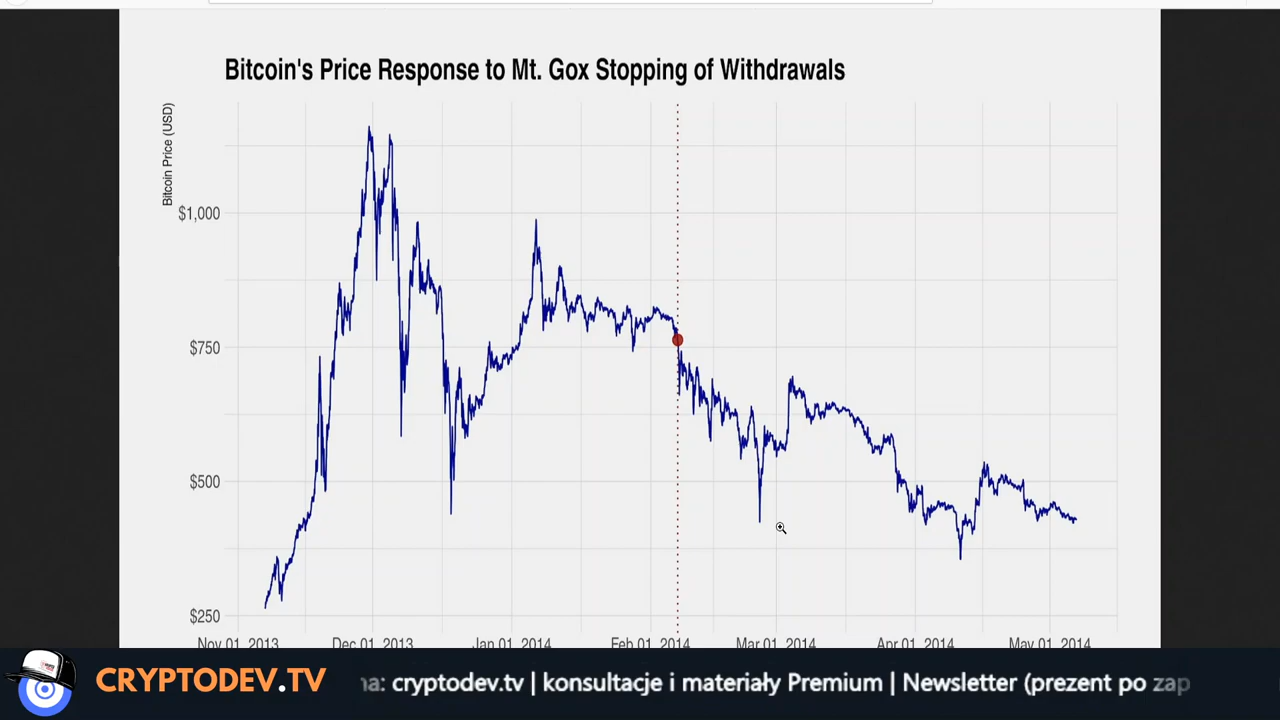 Bitcoin's Price Response to Mt. Gox Stopping of Withdrawals
Bitcoin Price (USD)
$1,000
$750
$500
$250
Nov 01, 2013 Dec 01, 2013 Jan 01, 2014 Feb 01, 2014 Mar 01, 2014 Apr 01, 2014 May 01, 2014
CRYPTODEV.TV
na: cryptodev.tv | konsultacje i materiały Premium | Newsletter (prezent po zap